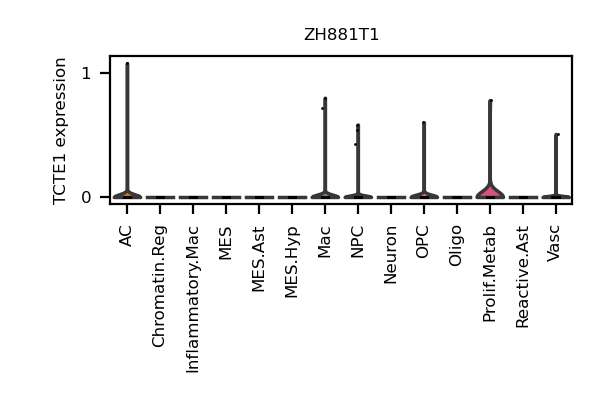 ZH881T1
TCTE1 expression
1
0
AC
Chromatin.Reg
Inflammatory.Mac
MES
MES.Ast
MES.Hyp
Mac
NPC
Neuron
OPC
Oligo
Prolif.Metab
Reactive.Ast
Vasc